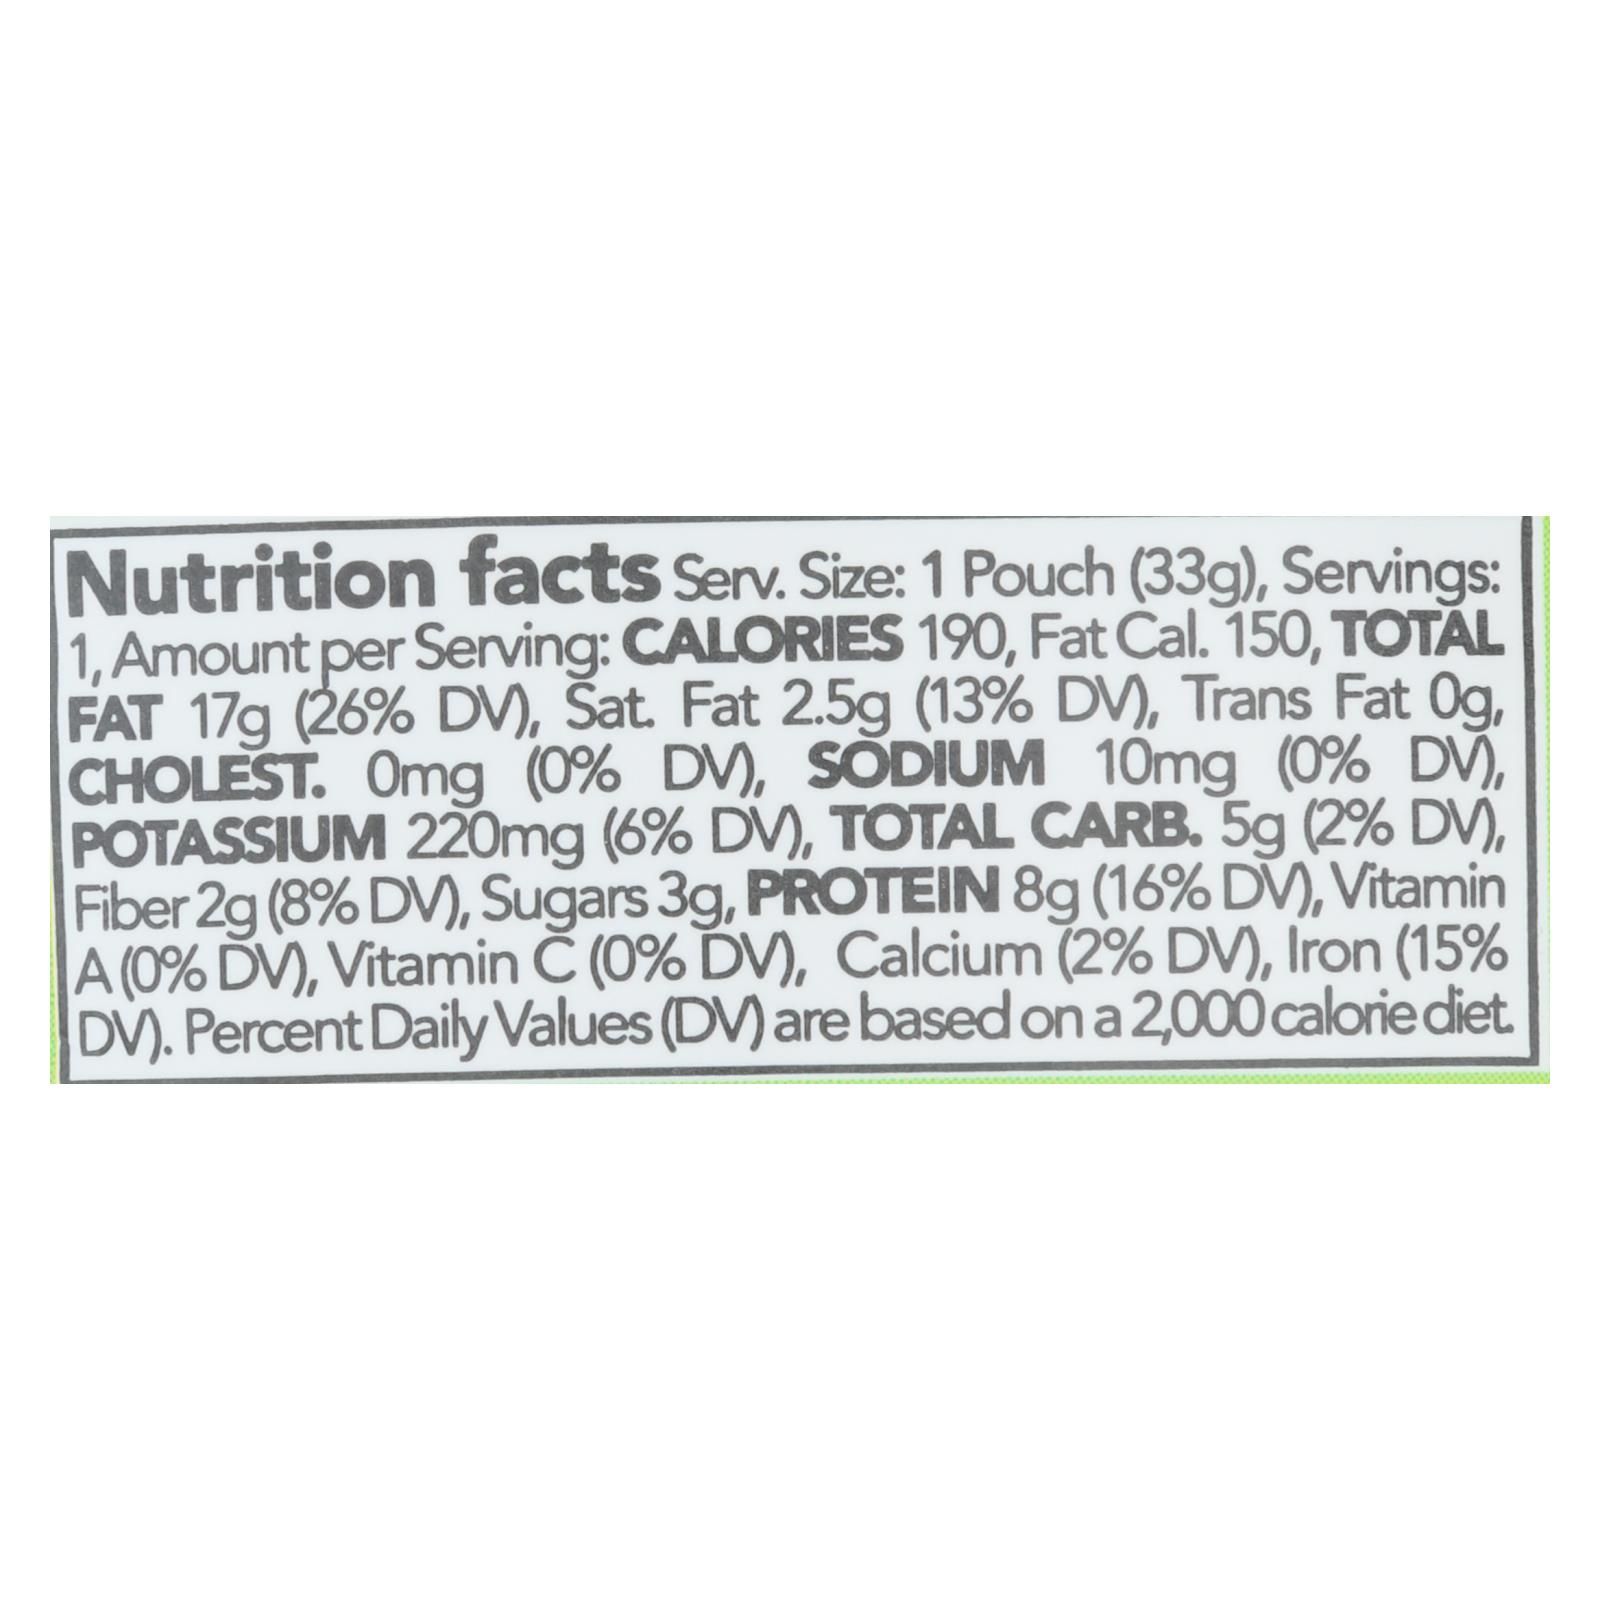 Nutrition facts Serv. Size: 1 Pouch (33g), Servings:
1, Amount per Serving: CALORIES 190, Fat Cal. 150, TOTAL
FAT 17g (26% DV), Sat. Fat 2.5g (13% DV), Trans Fat 0g,
CHOLEST. 0mg (0% DV), SODIUM 10mg (0% DV),
POTASSIUM 220mg (6% DV), TOTAL CARB. 5g (2% DV),
Fiber 2g (8% DV), Sugars 3g, PROTEIN 8g (16% DV), Vitamin
A (0% DV), Vitamin C (0% DV), Calcium (2% DV), Iron (15%
DV). Percent Daily Values (DV) are based on a 2,000 calorie diet.